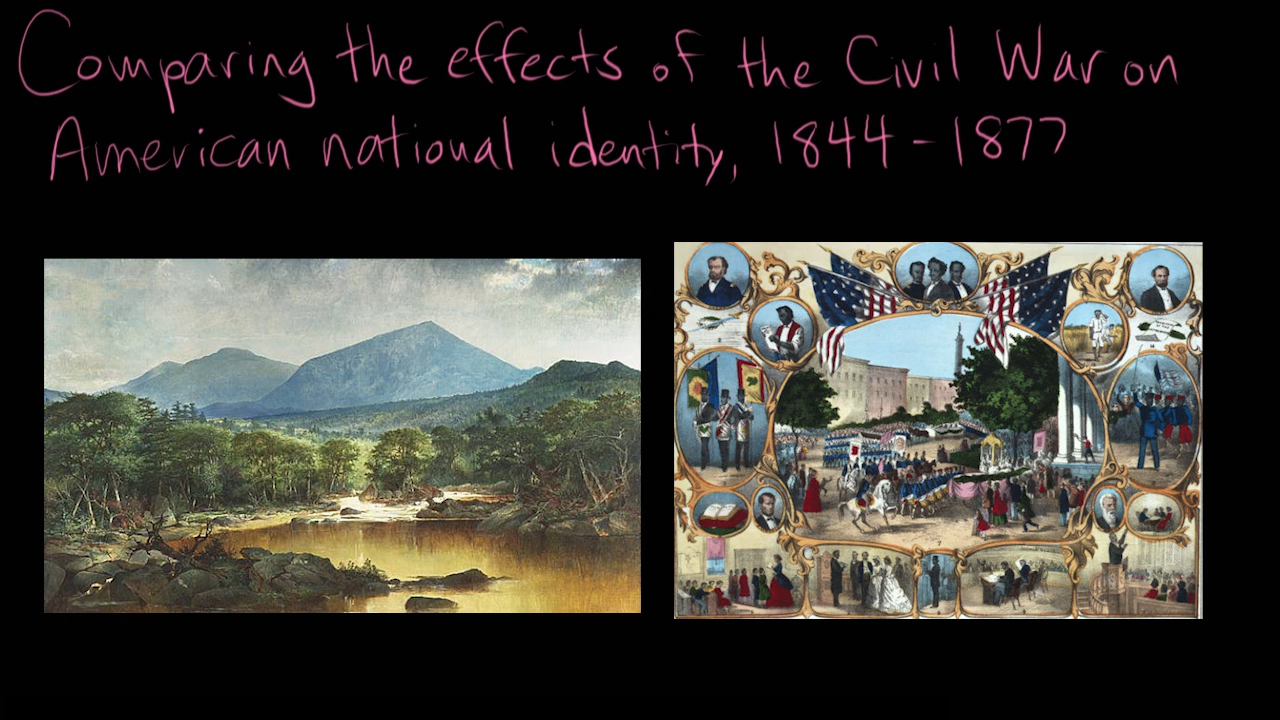 Comparing the effects of the Civil War on
American national identity, 1844-1877